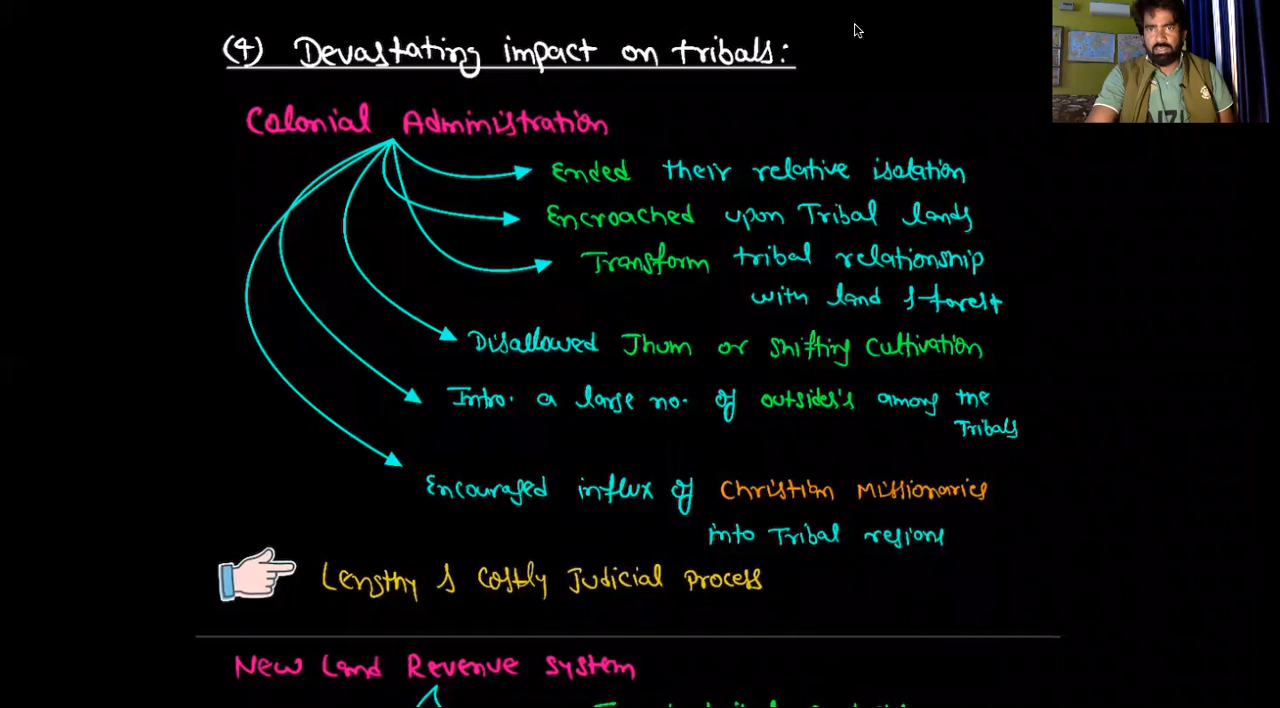 (4) Devastating impact on tribals:
Colonial Administration
Ended their relative isolation
Encroached upon Tribal lands
Transform tribal relationship
with land & forest
Disallowed Jhum or shifting cultivation
Intro. a large no. of outsides's among the
Tribals
Encouraged influx of Christian Missionaries
into Tribal regions
Lengthy & Costly Judicial process
New Land Revenue system